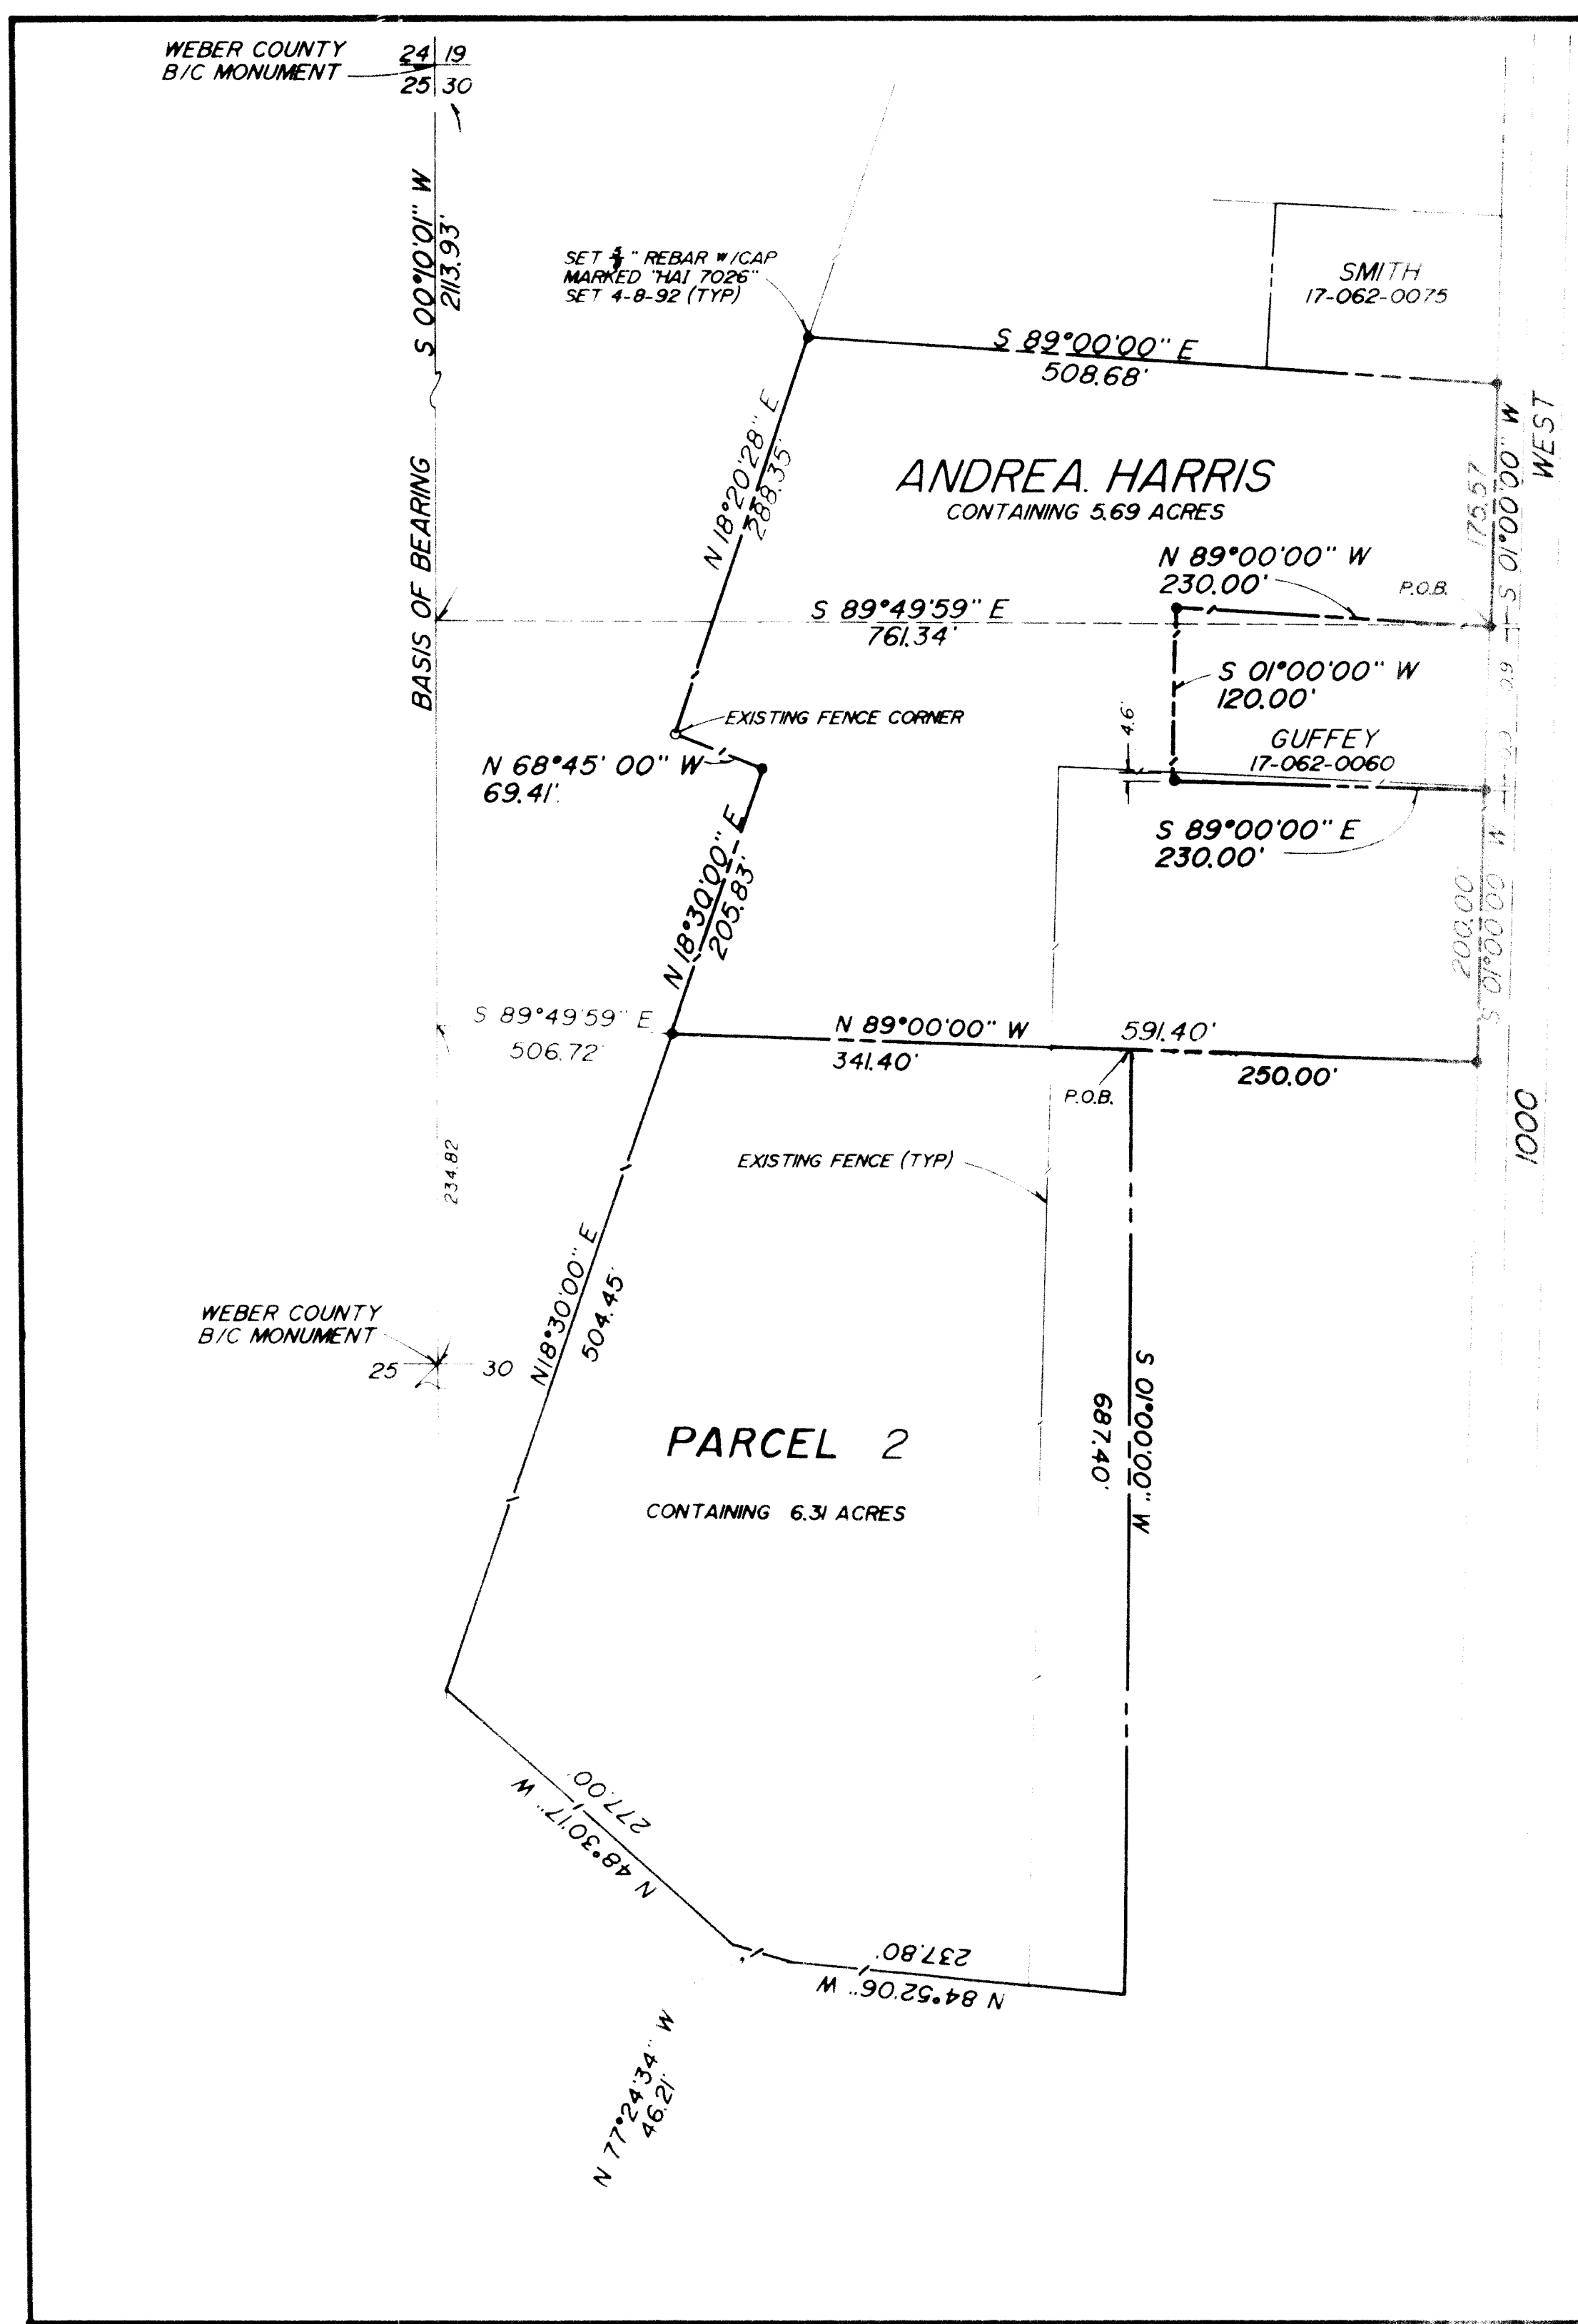 WEBER COUNTY
B/C MONUMENT
24 19
25 30
S 00°10'01" W
2113.93'
BASIS OF BEARING
SET " REBAR W/CAP
MARKED "HAI 7026"
SET 4-8-92 (TYP)
SMITH
17-062-0075
S 89°00'00" E
508.68'
N 18°20'28" E
288.35'
ANDREA. HARRIS
CONTAINING 5.69 ACRES
175.57
S 01°00'00" W
WEST
N 89°00'00" W
230.00'
P.O.B.
S 89°49'59" E
761.34'
S 01°00'00" W
120.00'
60
60
EXISTING FENCE CORNER
4.6'
GUFFEY
17-062-0060
N 68°45'00" W
69.41'
S 89°00'00" E
230.00'
N 18°30'00" E
205.83'
200.00'
S 01°00'00" W
S 89°49'59" E
506.72'
N 89°00'00" W 591.40'
341.40'
250.00'
P.O.B.
1000
EXISTING FENCE (TYP)
234.82
N 18°30'00" E
504.45'
WEBER COUNTY
B/C MONUMENT
25 30
S 01°00'00" W
687.40'
PARCEL 2
CONTAINING 6.31 ACRES
277.00'
N 48°30'17" W
237.80'
N 84°52'06" W
N 77°24'34" W
46.21'